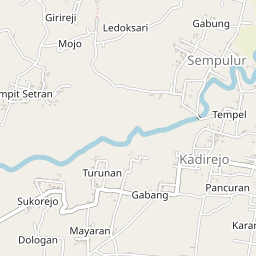 Girireji
Ledoksari
Gabung
Mojo
Sempulur
mpit Setran
Tempel
Kadirejo
Turunan
Pancuran
Gabang
Sukorejo
Karan
Mayaran
Dologan